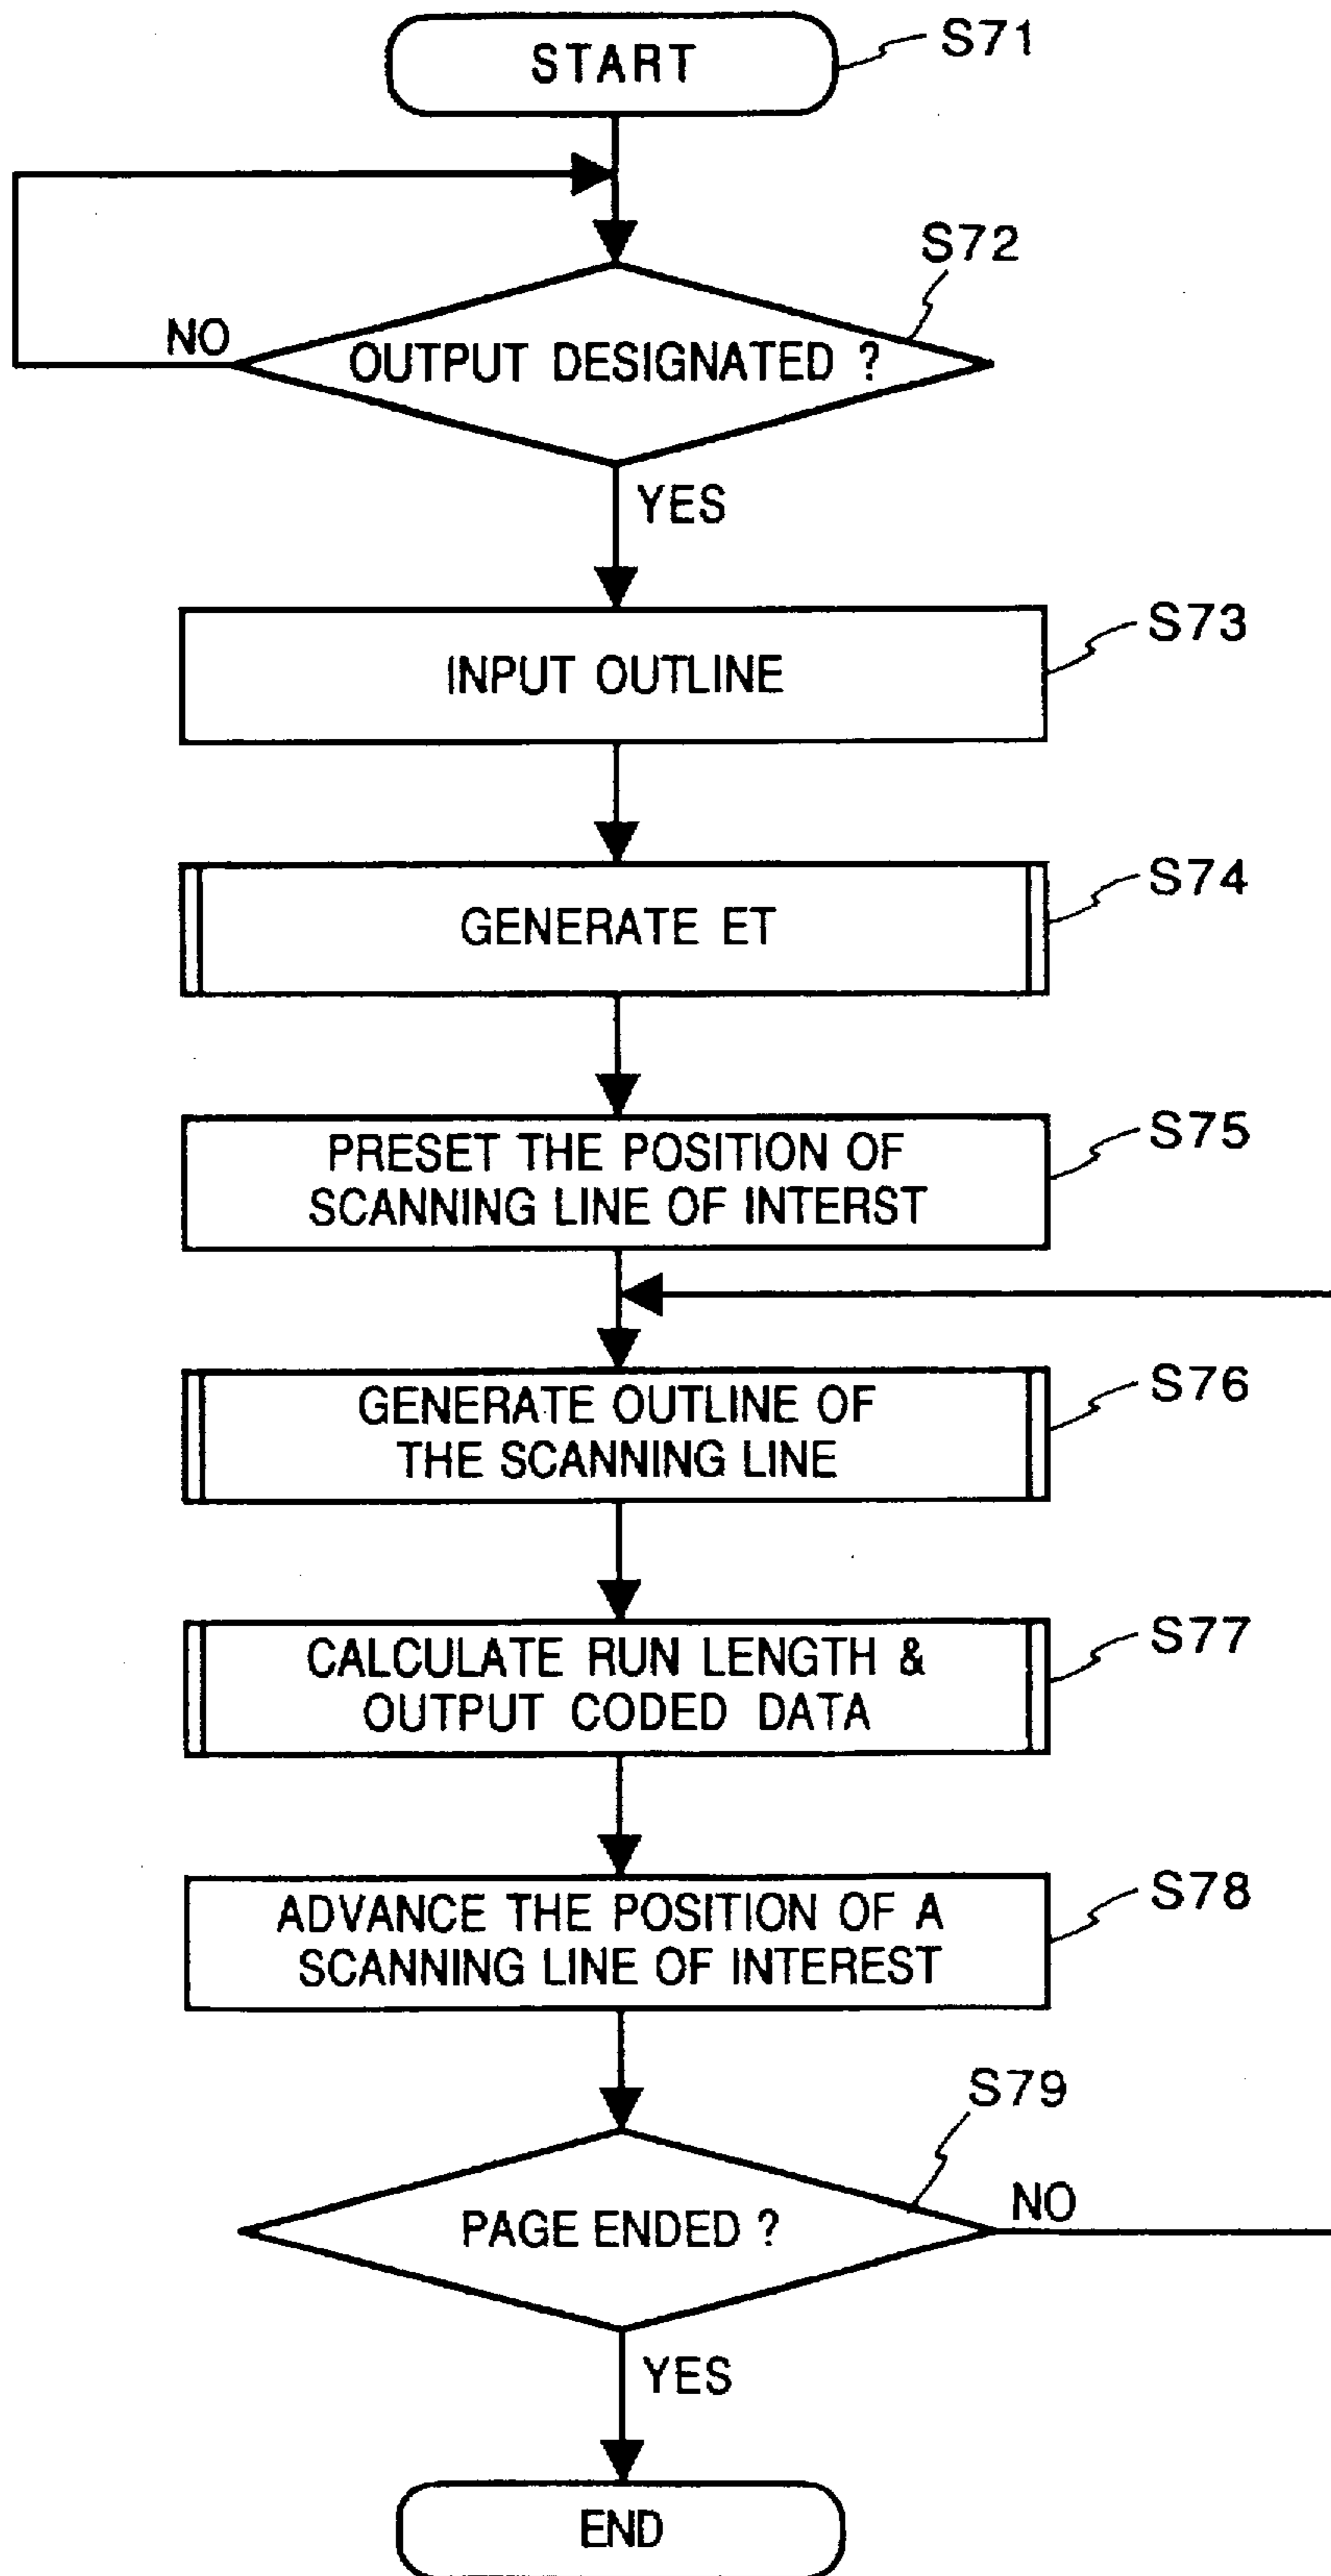 START
S71
S72
NO
OUTPUT DESIGNATED ?
YES
S73
INPUT OUTLINE
S74
GENERATE ET
S75
PRESET THE POSITION OF
SCANNING LINE OF INTERST
S76
GENERATE OUTLINE OF
THE SCANNING LINE
S77
CALCULATE RUN LENGTH &
OUTPUT CODED DATA
S78
ADVANCE THE POSITION OF A
SCANNING LINE OF INTEREST
S79
NO
PAGE ENDED ?
YES
END